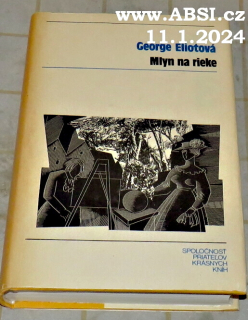 www.ABSI.cz
11.1.2024
George Eliotová
Mlyn na rieke
SPOLOČNOSŤ
PRIATEĽOV
KRÁSNYCH
KNÍH